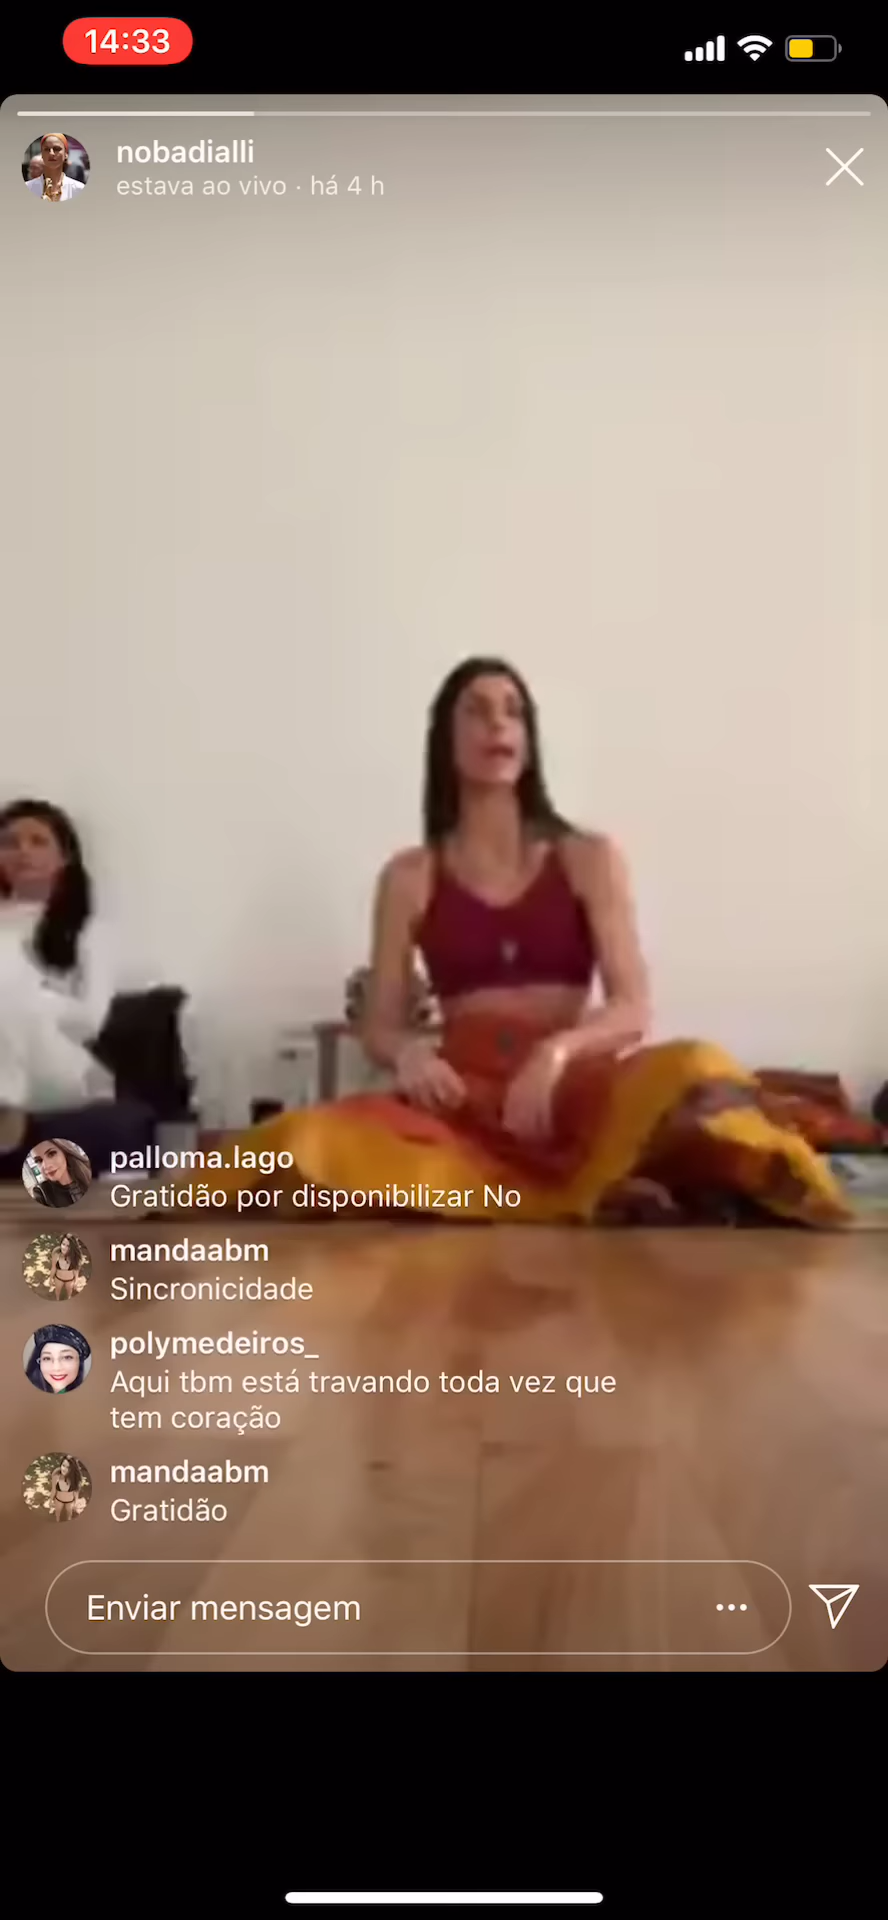 14:33
nobadialli
estava ao vivo · há 4 h
palloma.lago
Gratidão por disponibilizar No
mandaabm
Sincronicidade
polymedeiros_
Aqui tbm está travando toda vez que
tem coração
mandaabm
Gratidão
Enviar mensagem